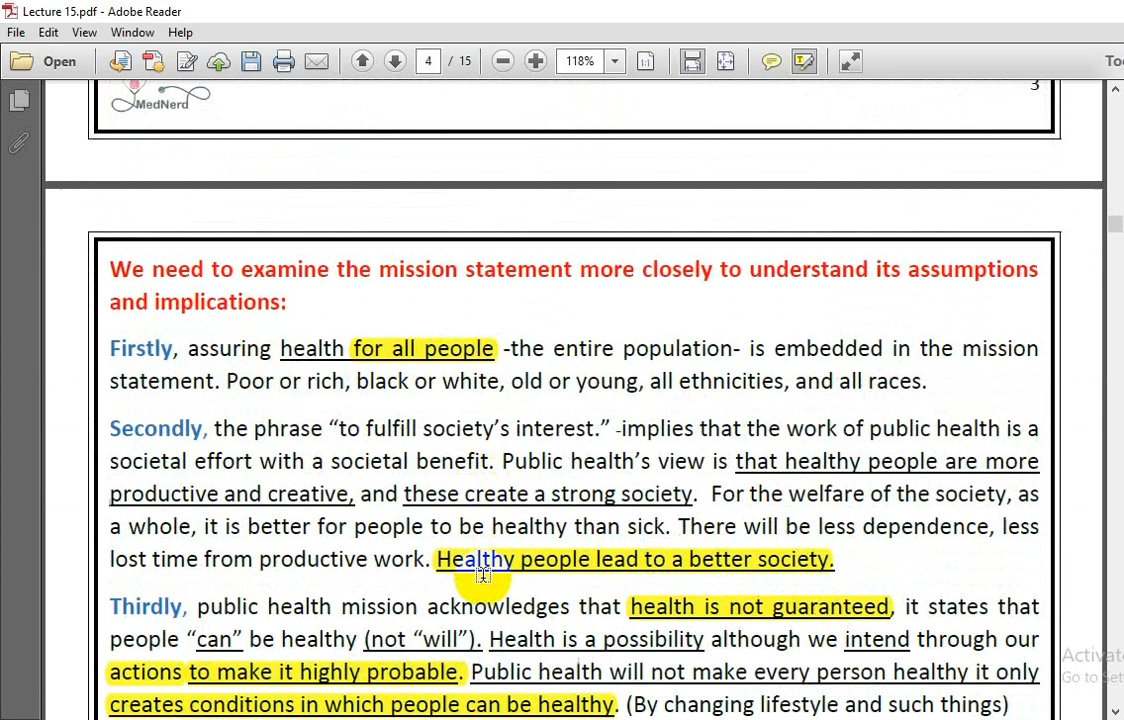 Lecture 15.pdf - Adobe Reader
File Edit View Window Help
Open 4 / 15 118% 1:1
MedNerd 3
We need to examine the mission statement more closely to understand its assumptions
and implications:
Firstly, assuring health for all people -the entire population- is embedded in the mission
statement. Poor or rich, black or white, old or young, all ethnicities, and all races.
Secondly, the phrase “to fulfill society’s interest.” -implies that the work of public health is a
societal effort with a societal benefit. Public health’s view is that healthy people are more
productive and creative, and these create a strong society. For the welfare of the society, as
a whole, it is better for people to be healthy than sick. There will be less dependence, less
lost time from productive work. Healthy people lead to a better society.
Thirdly, public health mission acknowledges that health is not guaranteed, it states that
people “can” be healthy (not “will”). Health is a possibility although we intend through our
actions to make it highly probable. Public health will not make every person healthy it only
creates conditions in which people can be healthy. (By changing lifestyle and such things)